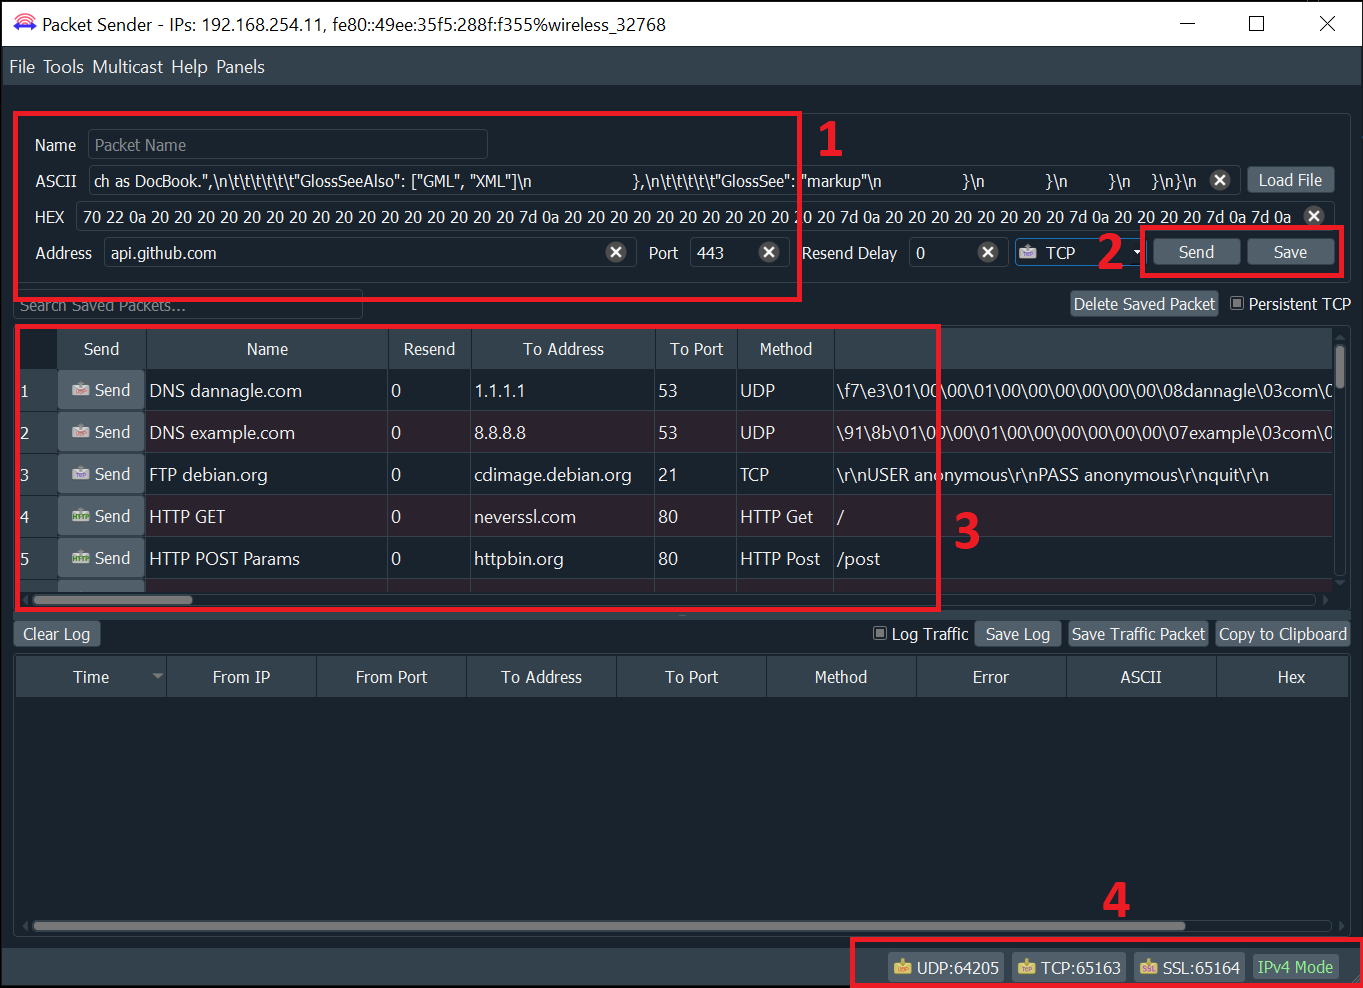 Packet Sender - IPs: 192.168.254.11, fe80::49ee:35f5:288f:f355%wireless_32768
File Tools Multicast Help Panels
Name Packet Name 1
ASCII ch as DocBook.",\n\t\t\t\t\t\t"GlossSeeAlso": ["GML", "XML"]\n },\n\t\t\t\t\t"GlossSee": "markup"\n }\n }\n }\n }\n}\n Load File
HEX 70 22 0a 20 20 20 20 20 20 20 20 20 20 20 20 20 20 20 20 7d 0a 20 20 20 20 20 20 20 20 20 20 20 20 7d 0a 20 20 20 20 20 20 20 20 7d 0a 20 20 20 20 7d 0a 7d 0a
Address api.github.com Port 443 Resend Delay 0 TCP 2 Send Save
Search Saved Packets... Delete Saved Packet Persistent TCP
Send Name Resend To Address To Port Method
1 Send DNS dannagle.com 0 1.1.1.1 53 UDP \f7\e3\01\00\00\01\00\00\00\00\00\00\08dannagle\03com\0
2 Send DNS example.com 0 8.8.8.8 53 UDP \91\8b\01\00\00\01\00\00\00\00\00\00\07example\03com\0
3 Send FTP debian.org 0 cdimage.debian.org 21 TCP \r\nUSER anonymous\r\nPASS anonymous\r\nquit\r\n
4 Send HTTP GET 0 neverssl.com 80 HTTP Get / 3
5 Send HTTP POST Params 0 httpbin.org 80 HTTP Post /post
Clear Log Log Traffic Save Log Save Traffic Packet Copy to Clipboard
Time From IP From Port To Address To Port Method Error ASCII Hex
4
UDP:64205 TCP:65163 SSL:65164 IPv4 Mode